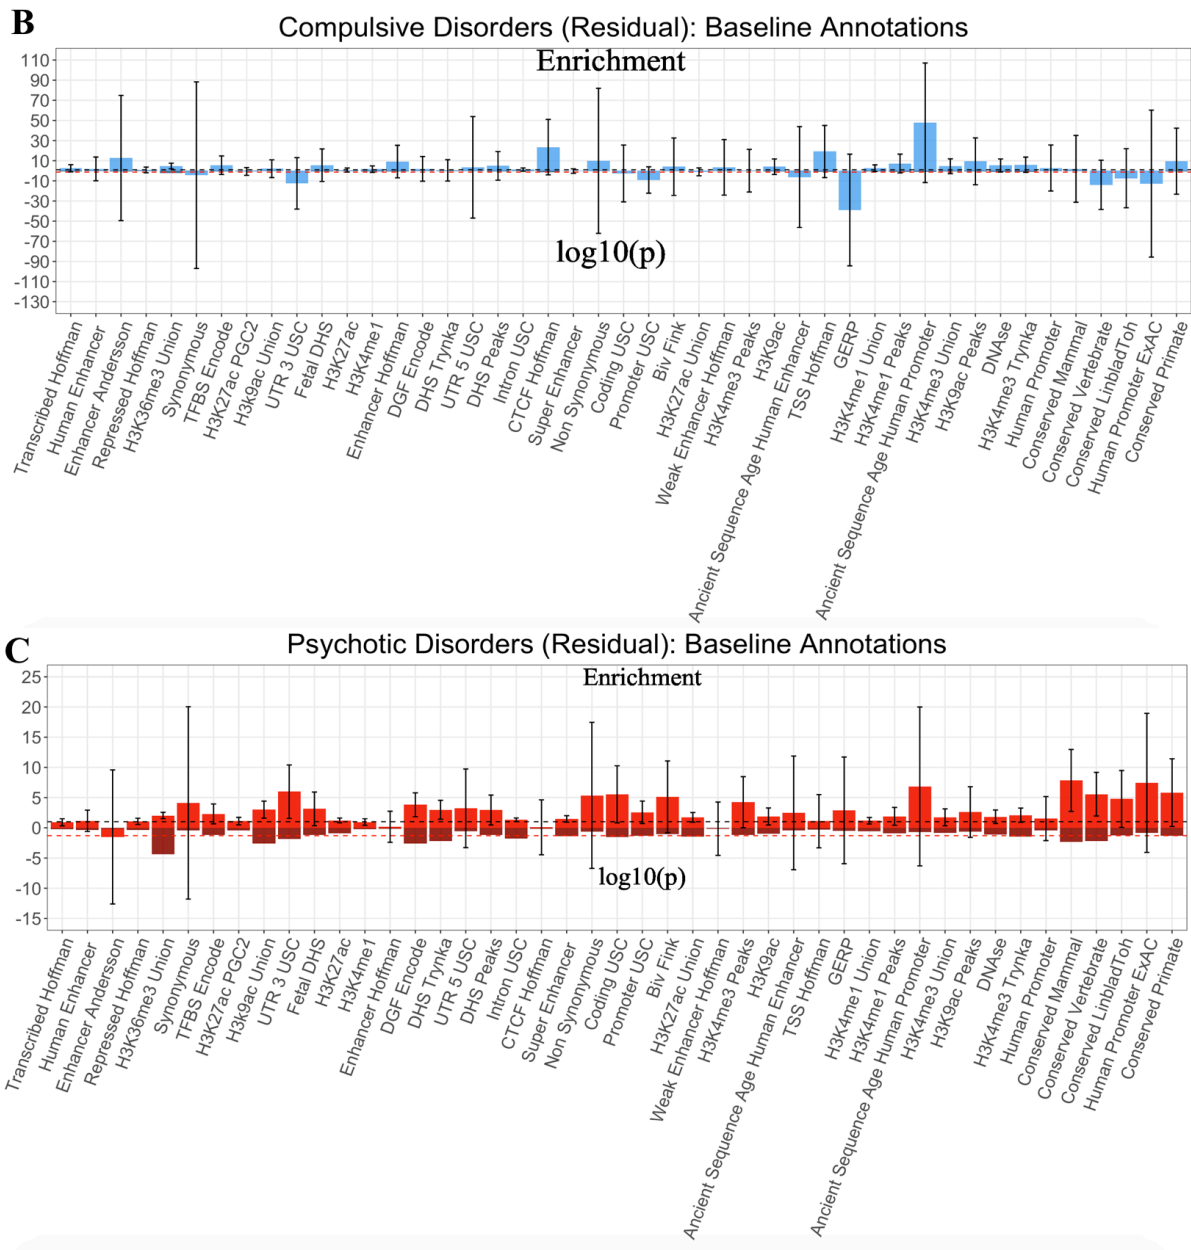 B
Compulsive Disorders (Residual): Baseline Annotations
Enrichment
110
90
70
50
30
10
-10
-30
-50
-70
-90
-110
-130
log10(p)
Transcribed Hoffman
Human Enhancer
Enhancer Andersson
Repressed Hoffman
H3K36me3 Union
Synonymous
TFBS Encode
H3K27ac PGC2
H3k9ac Union
UTR 3 USC
Fetal DHS
H3K27ac
H3K4me1
Enhancer Hoffman
DGF Encode
DHS Trynka
UTR 5 USC
DHS Peaks
Intron USC
CTCF Hoffman
Super Enhancer
Non Synonymous
Coding USC
Promoter USC
Biv Fink
H3K27ac Union
Weak Enhancer Hoffman
H3K4me3 Peaks
H3K9ac
Ancient Sequence Age Human Enhancer
TSS Hoffman
GERP
H3K4me1 Union
H3K4me1 Peaks
Ancient Sequence Age Human Promoter
H3K4me3 Union
H3K9ac Peaks
DNAse
H3K4me3 Trynka
Human Promoter
Conserved Mammal
Conserved Vertebrate
Conserved LinbladToh
Human Promoter ExAC
Conserved Primate
C
Psychotic Disorders (Residual): Baseline Annotations
Enrichment
25
20
15
10
5
0
-5
-10
-15
log10(p)
Transcribed Hoffman
Human Enhancer
Enhancer Andersson
Repressed Hoffman
H3K36me3 Union
Synonymous
TFBS Encode
H3K27ac PGC2
H3k9ac Union
UTR 3 USC
Fetal DHS
H3K27ac
H3K4me1
Enhancer Hoffman
DGF Encode
DHS Trynka
UTR 5 USC
DHS Peaks
Intron USC
CTCF Hoffman
Super Enhancer
Non Synonymous
Coding USC
Promoter USC
Biv Fink
H3K27ac Union
Weak Enhancer Hoffman
H3K4me3 Peaks
H3K9ac
Ancient Sequence Age Human Enhancer
TSS Hoffman
GERP
H3K4me1 Union
H3K4me1 Peaks
Ancient Sequence Age Human Promoter
H3K4me3 Union
H3K9ac Peaks
DNAse
H3K4me3 Trynka
Human Promoter
Conserved Mammal
Conserved Vertebrate
Conserved LinbladToh
Human Promoter ExAC
Conserved Primate